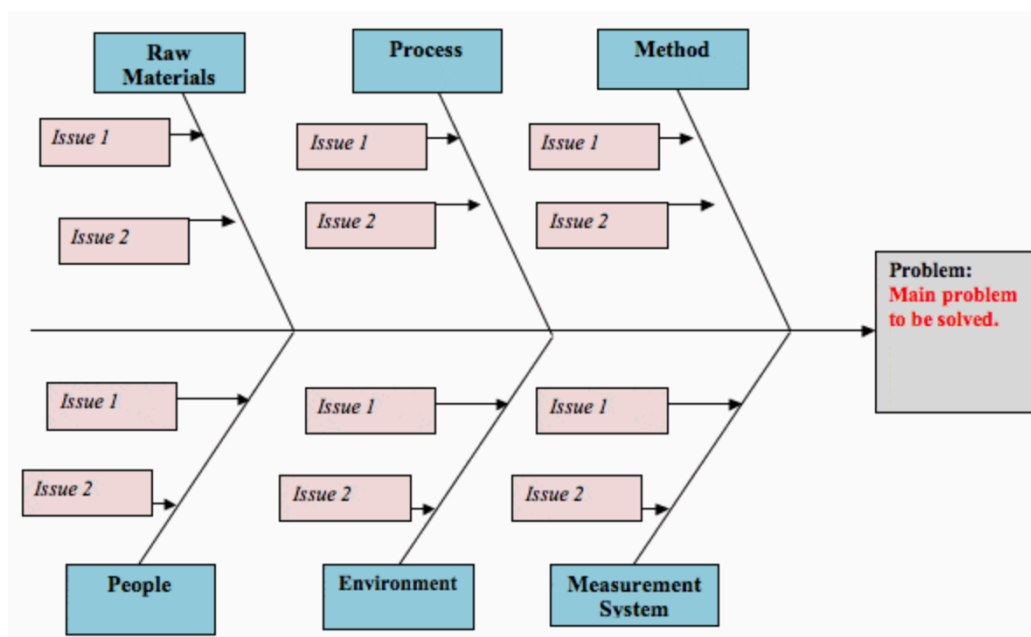 Raw
Materials
Process
Method
Issue 1
Issue 1
Issue 1
Issue 2
Issue 2
Issue 2
Problem:
Main problem
to be solved.
Issue 1
Issue 1
Issue 1
Issue 2
Issue 2
Issue 2
People
Environment
Measurement
System